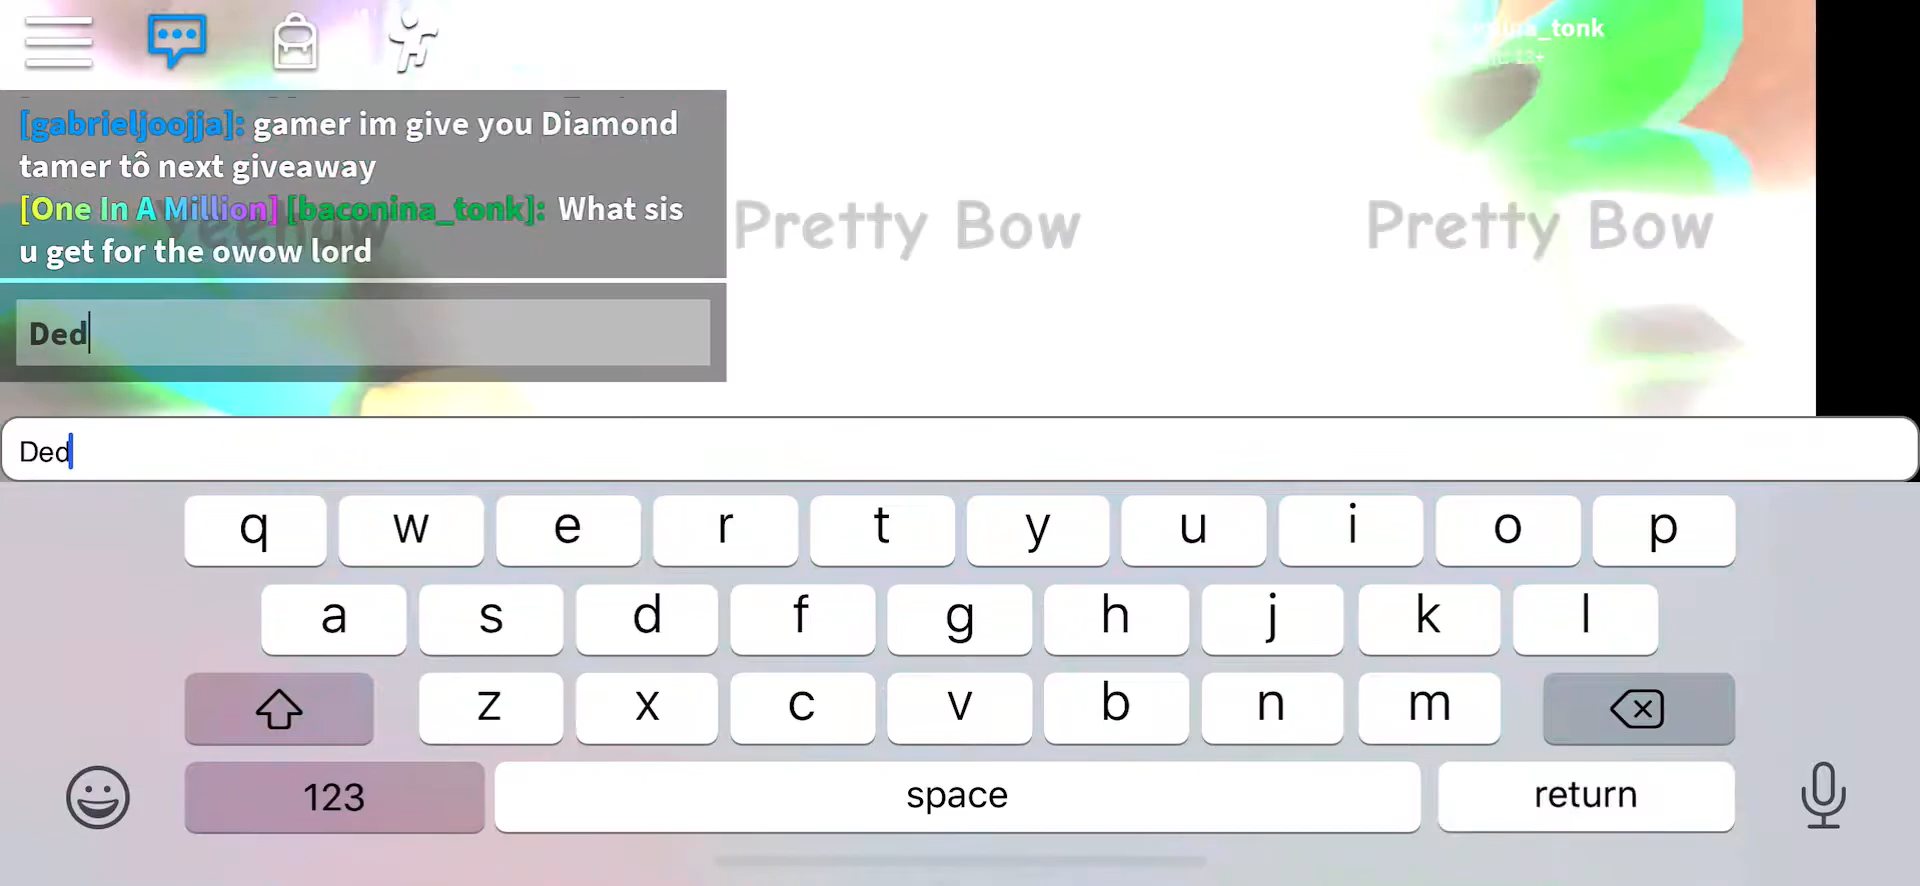 [gabrieljoojja]: gamer im give you Diamond
tamer tô next giveaway
[One In A Million] [baconina_tonk]: What sis
u get for the owow lord
Yeehaw
Pretty Bow
Pretty Bow
Ded
Ded
q w e r t y u i o p
a s d f g h j k l
z x c v b n m
123 space return